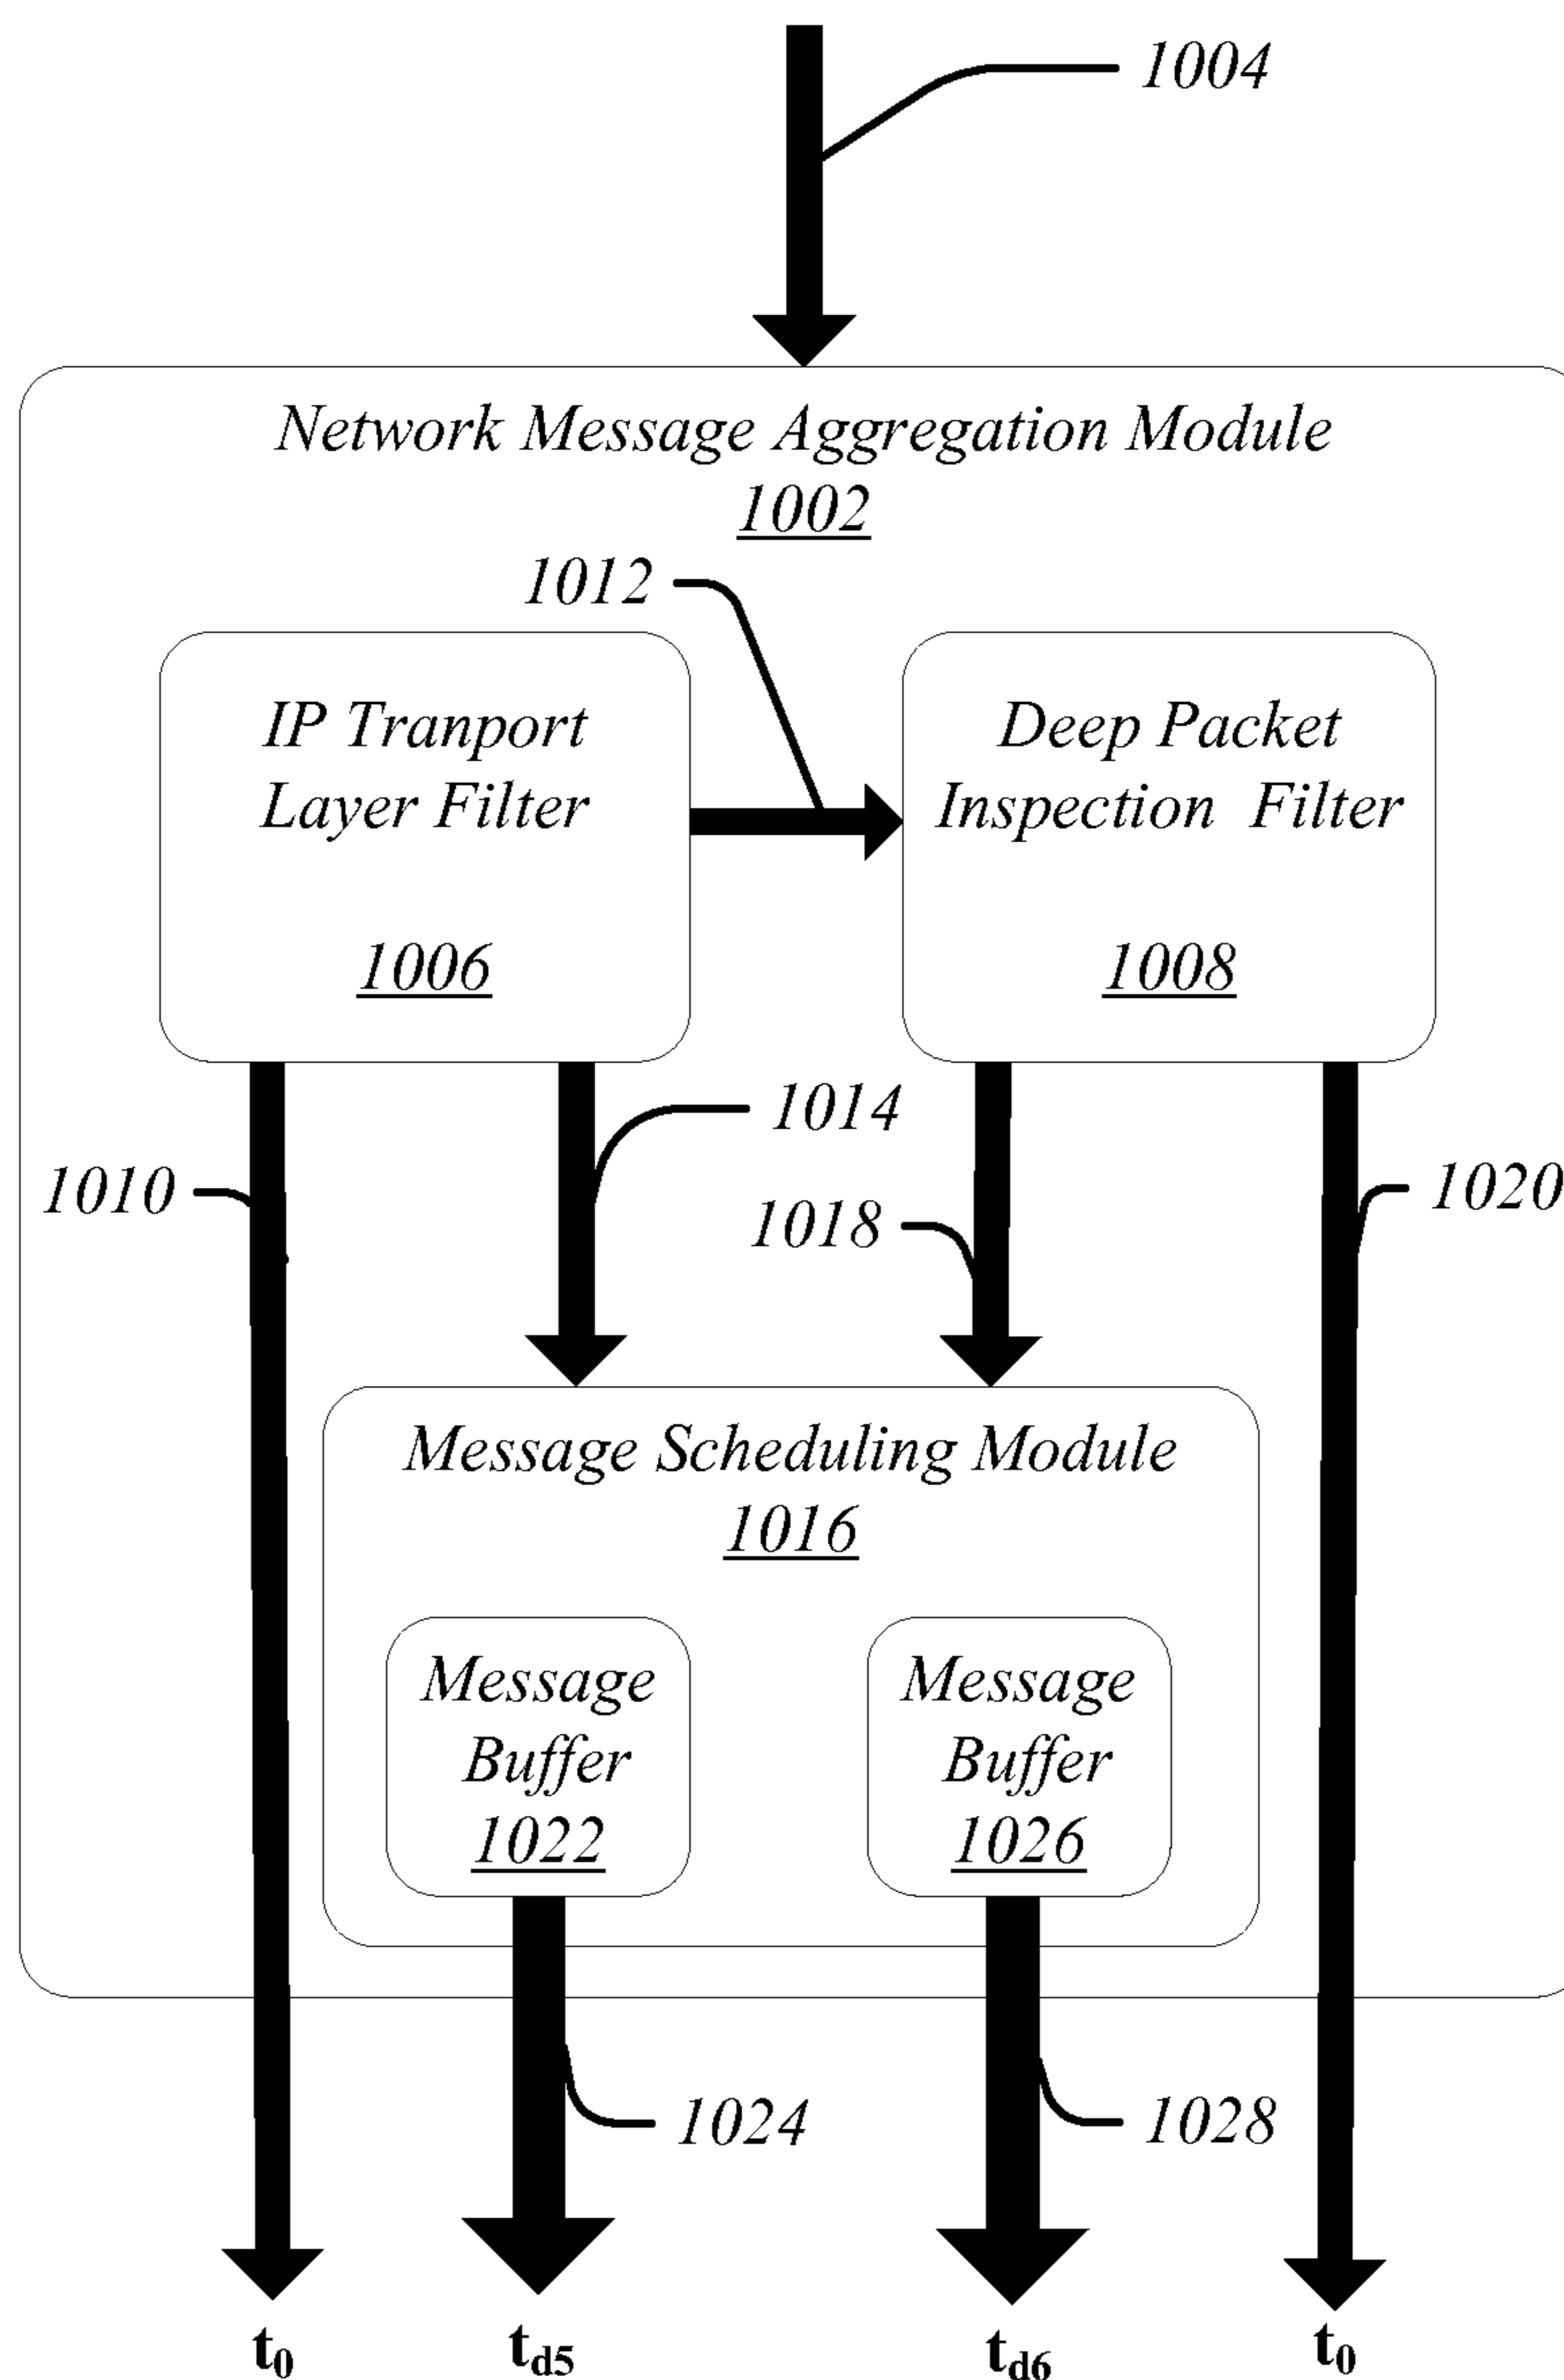 1004
Network Message Aggregation Module
1002
1012
IP Tranport
Layer Filter
1006
Deep Packet
Inspection Filter
1008
1014
1010
1020
1018
Message Scheduling Module
1016
Message
Buffer
1022
Message
Buffer
1026
1024
1028
t0
td5
td6
t0